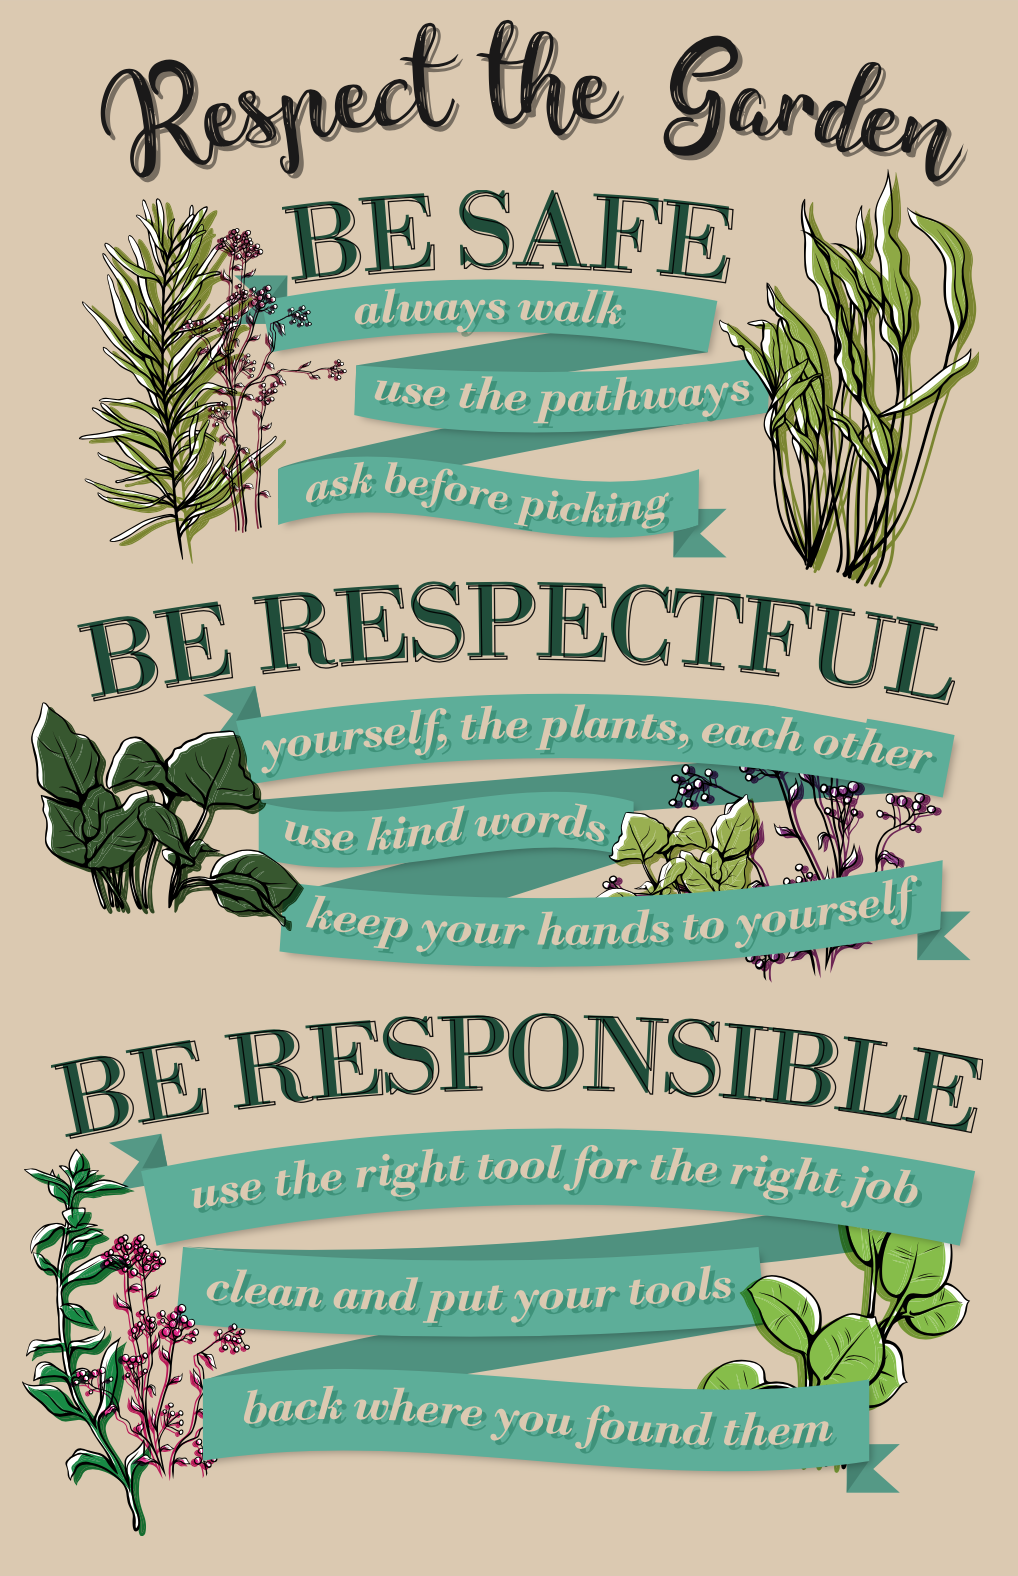 Respect the Garden
BE SAFE
always walk
use the pathways
ask before picking
BE RESPECTFUL
yourself, the plants, each other
use kind words
keep your hands to yourself
BE RESPONSIBLE
use the right tool for the right job
clean and put your tools
back where you found them